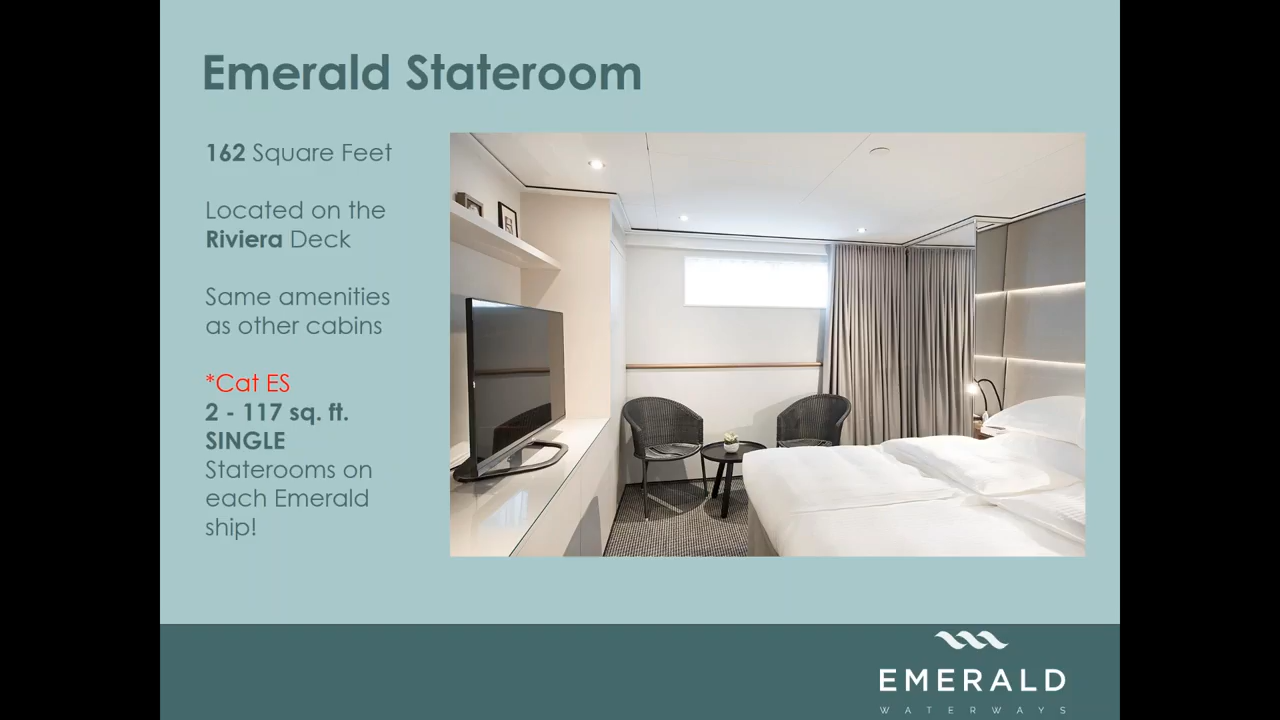 Emerald Stateroom
162 Square Feet
Located on the
Riviera Deck
Same amenities
as other cabins
*Cat ES
2 - 117 sq. ft.
SINGLE
Staterooms on
each Emerald
ship!
EMERALD
WATERWAYS